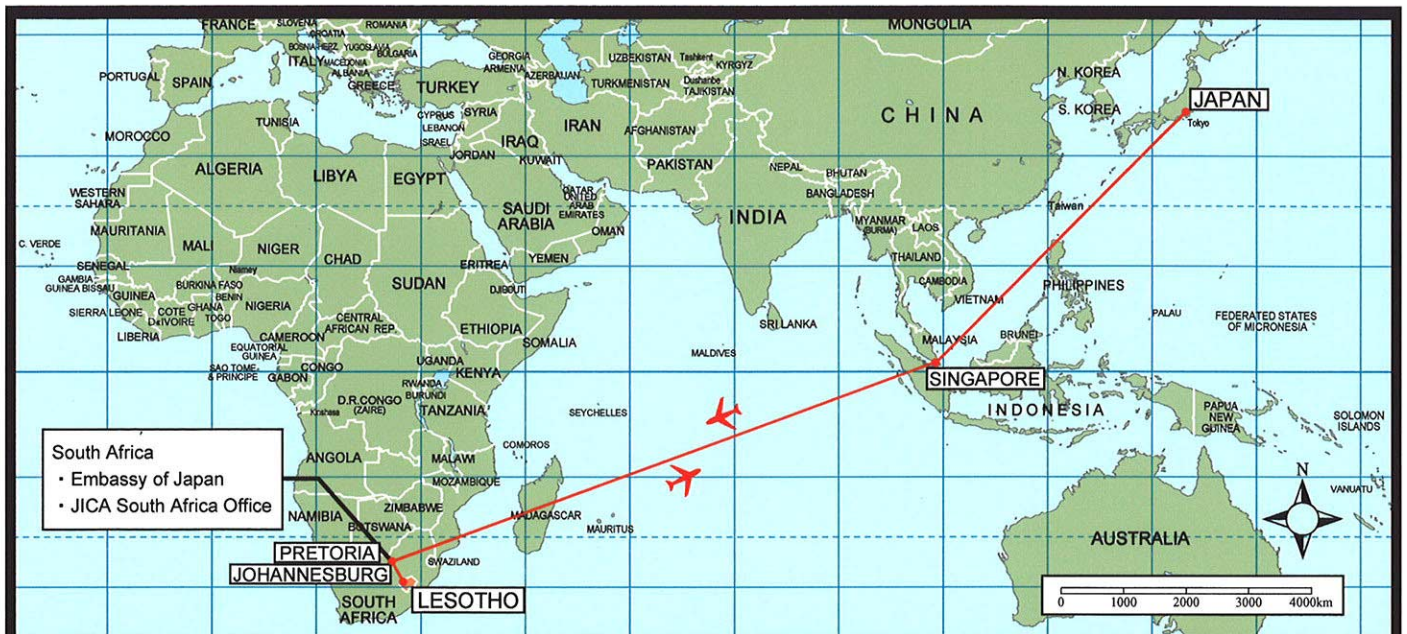 FRANCE
SLOVENIA
ROMANIA
MONGOLIA
CROATIA
BOSNIA-HERZ.
YUGOSLAVIA
BULGARIA
ITALY
MACEDONIA
ALBANIA
GREECE
PORTUGAL
SPAIN
TURKEY
GEORGIA
ARMENIA
AZERBAIJAN
UZBEKISTAN
Tashkent
KYRGYZ
TURKMENISTAN
Dushanbe
TAJIKISTAN
N. KOREA
S. KOREA
JAPAN
Tokyo
CHINA
MOROCCO
TUNISIA
CYPRUS
SYRIA
LEBANON
ISRAEL
IRAQ
IRAN
AFGHANISTAN
JORDAN
KUWAIT
PAKISTAN
ALGERIA
LIBYA
EGYPT
NEPAL
BHUTAN
BANGLADESH
WESTERN
SAHARA
SAUDI
ARABIA
QATAR
UNITED
ARAB
EMIRATES
OMAN
INDIA
MYANMAR
(BURMA)
LAOS
Taiwan
MAURITANIA
MALI
NIGER
CHAD
SUDAN
ERITREA
YEMEN
THAILAND
C. VERDE
SENEGAL
GAMBIA
GUINEA BISSAU
GUINEA
Niamey
BURKINA FASO
BENIN
GHANA
TOGO
NIGERIA
DJIBOUT
CAMBODIA
VIETNAM
PHILIPPINES
SIERRA LEONE
COTE
D'IVOIRE
LIBERIA
CENTRAL
AFRICAN REP.
ETHIOPIA
SOMALIA
SRI LANKA
PALAU
FEDERATED STATES
OF MICRONESIA
CAMEROON
EQUATORIAL
GUINEA
SAO TOME
& PRINCIPE
GABON
CONGO
UGANDA
KENYA
MALDIVES
MALAYSIA
BRUNEI
SINGAPORE
RWANDA
BURUNDI
D.R.CONGO
(ZAIRE)
Kinshasa
TANZANIA
SEYCHELLES
INDONESIA
PAPUA
NEW
GUINEA
SOLOMON
ISLANDS
South Africa
・Embassy of Japan
・JICA South Africa Office
ANGOLA
MALAWI
COMOROS
MOZAMBIQUE
ZIMBABWE
NAMIBIA
BOTSWANA
MADAGASCAR
MAURITUS
N
VANUATU
AUSTRALIA
PRETORIA
JOHANNESBURG
SWAZILAND
LESOTHO
SOUTH
AFRICA
0 1000 2000 3000 4000km